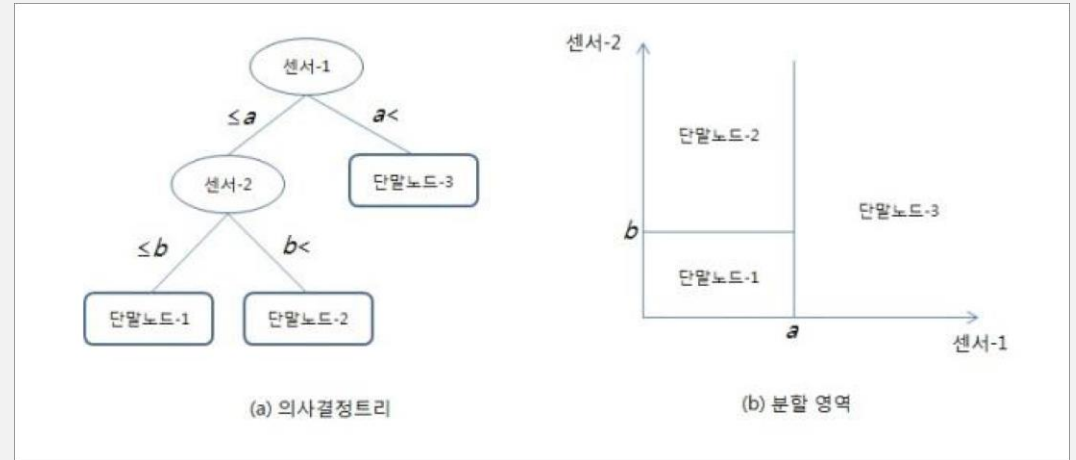 센서-1
≤a
a<
센서-2
단말노드-3
≤b
b<
단말노드-1
단말노드-2
(a) 의사결정트리
센서-2
단말노드-2
단말노드-3
b
단말노드-1
a
센서-1
(b) 분할 영역